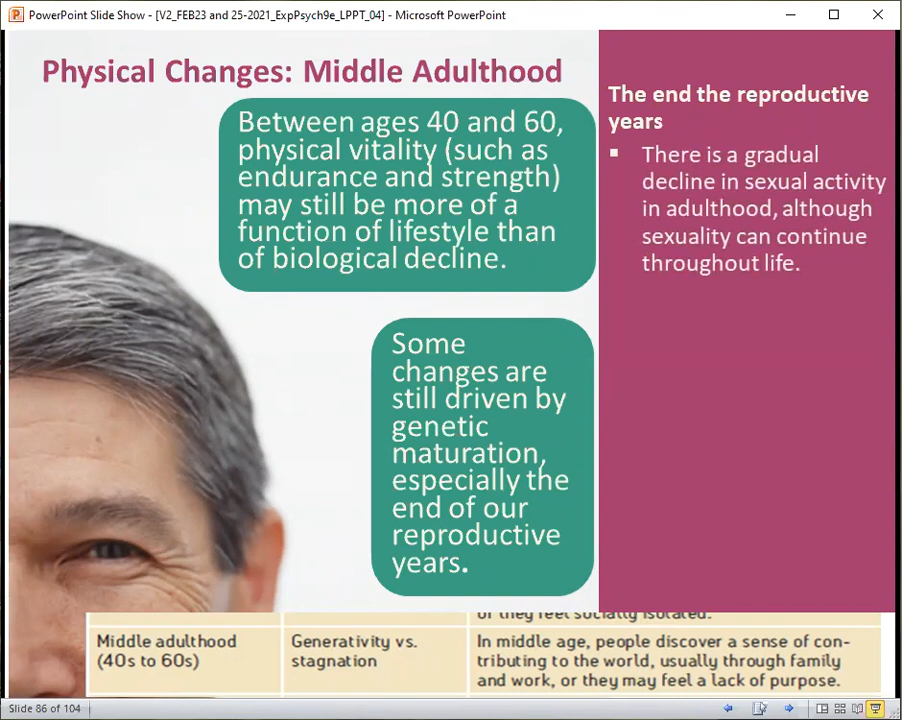 PowerPoint Slide Show - [V2_FEB23 and 25-2021_ExpPsych9e_LPPT_04] - Microsoft PowerPoint
Physical Changes: Middle Adulthood
Between ages 40 and 60,
physical vitality (such as
endurance and strength)
may still be more of a
function of lifestyle than
of biological decline.
Some
changes are
still driven by
genetic
maturation,
especially the
end of our
reproductive
years.
The end the reproductive
years
There is a gradual
decline in sexual activity
in adulthood, although
sexuality can continue
throughout life.
or they feel socially isolated.
Middle adulthood
(40s to 60s)
Generativity vs.
stagnation
In middle age, people discover a sense of con-
tributing to the world, usually through family
and work, or they may feel a lack of purpose.
Slide 86 of 104